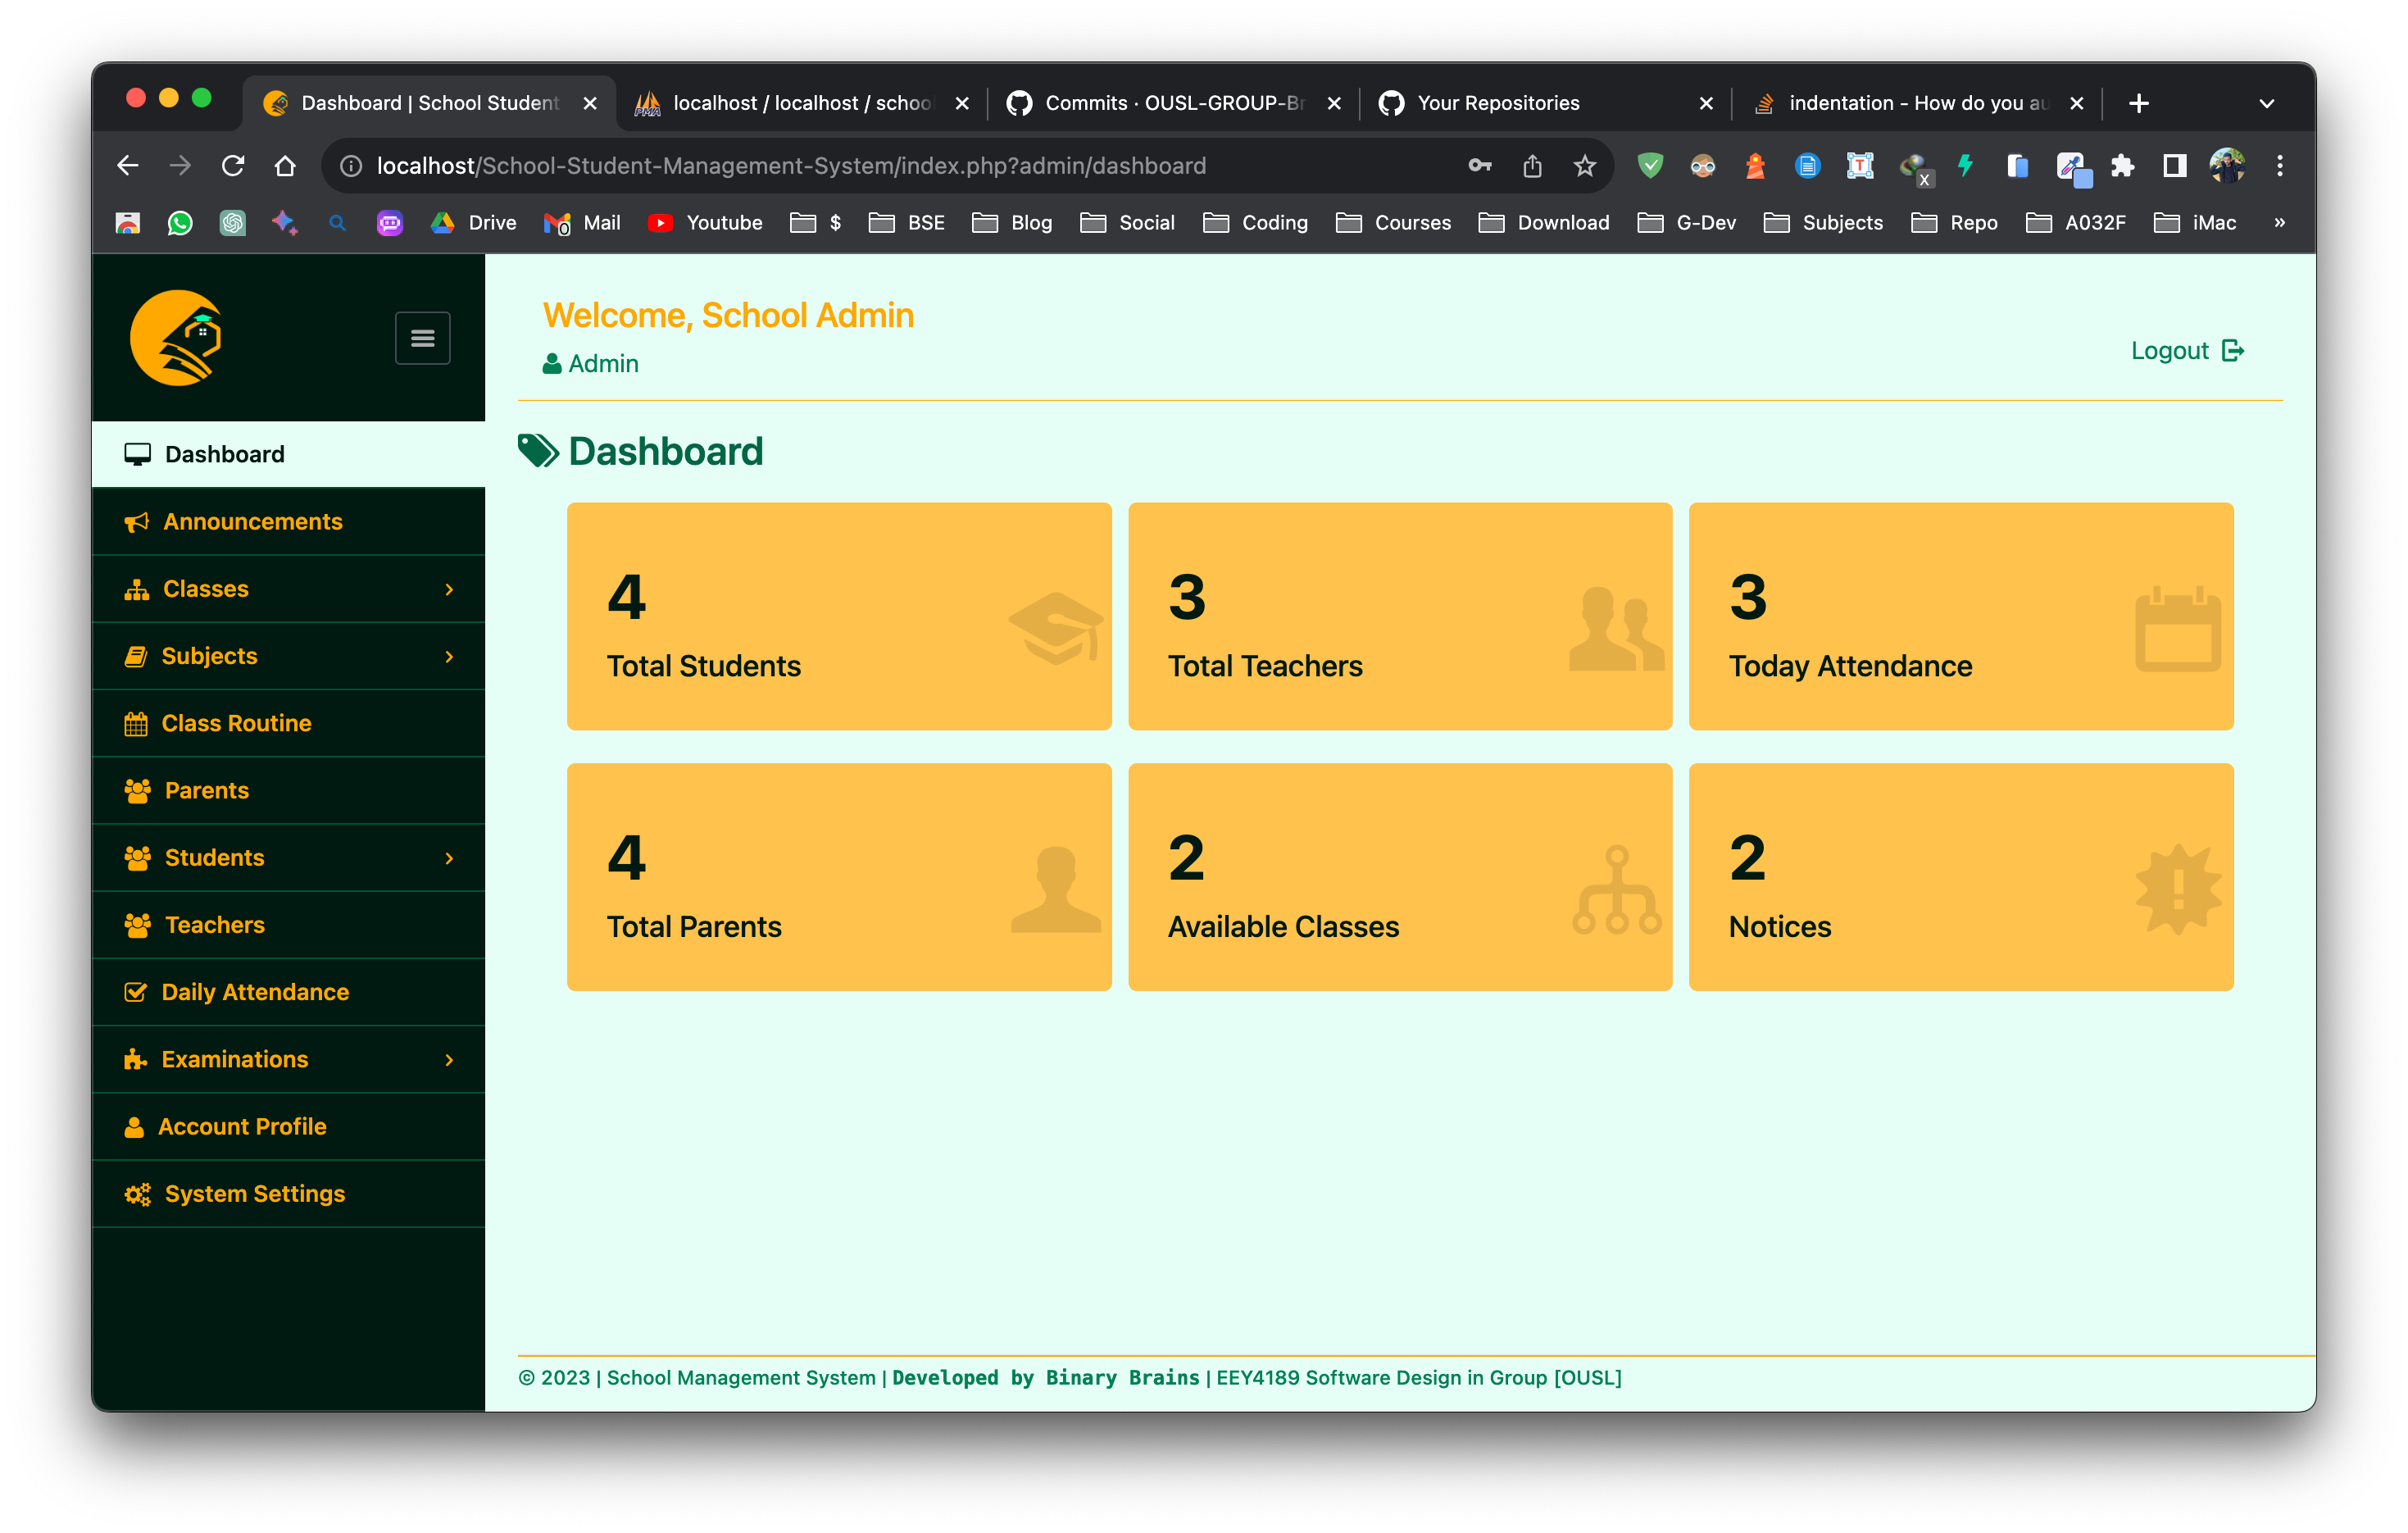 Dashboard | School Student
localhost / localhost / school
Commits · OUSL-GROUP-Br
Your Repositories
indentation - How do you au
localhost/School-Student-Management-System/index.php?admin/dashboard
Drive
Mail
Youtube
$
BSE
Blog
Social
Coding
Courses
Download
G-Dev
Subjects
Repo
A032F
iMac
»
Welcome, School Admin
Admin
Logout
Dashboard
Announcements
Classes
Subjects
Class Routine
Parents
Students
Teachers
Daily Attendance
Examinations
Account Profile
System Settings
Dashboard
4
Total Students
3
Total Teachers
3
Today Attendance
4
Total Parents
2
Available Classes
2
Notices
© 2023 | School Management System | Developed by Binary Brains | EEY4189 Software Design in Group [OUSL]